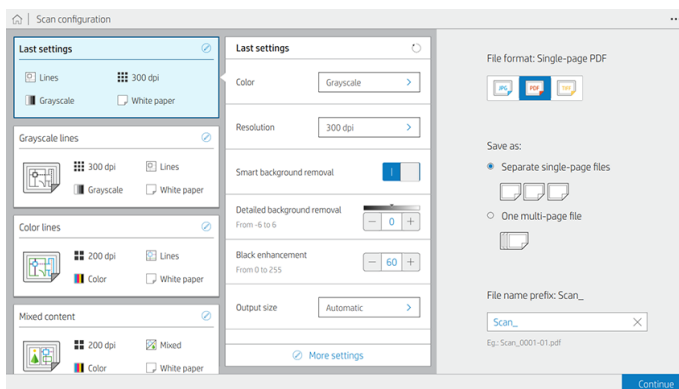 Scan configuration
Last settings
Lines
300 dpi
Grayscale
White paper
Grayscale lines
300 dpi
Lines
Grayscale
White paper
Color lines
200 dpi
Lines
Color
White paper
Mixed content
200 dpi
Mixed
Color
White paper
Last settings
Color
Grayscale
Resolution
300 dpi
Smart background removal
Detailed background removal
From -6 to 6
0
Black enhancement
From 0 to 255
60
Output size
Automatic
More settings
File format: Single-page PDF
JPG
PDF
TIFF
Save as:
Separate single-page files
One multi-page file
File name prefix: Scan_
Scan_
Eg.: Scan_0001-01.pdf
Continue